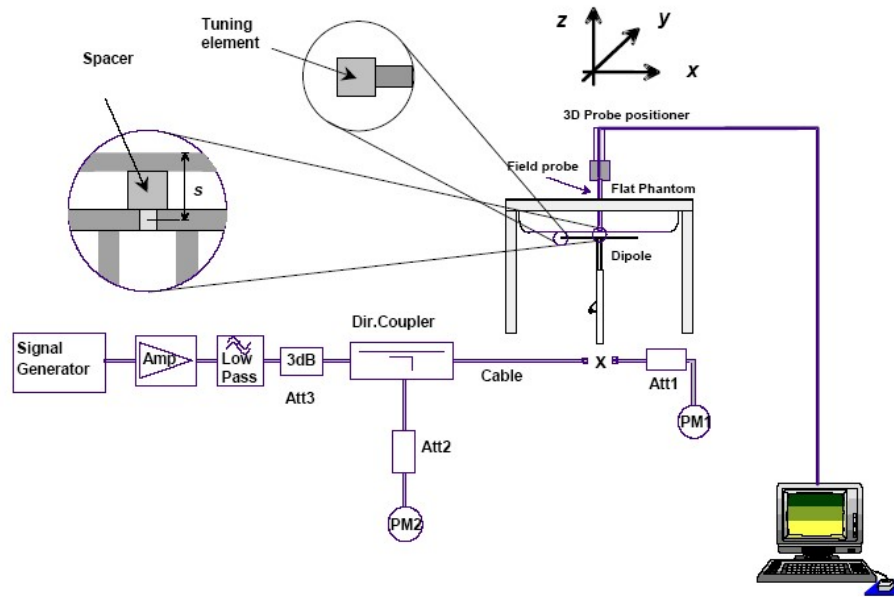 Tuning
element
Spacer
s
z
y
x
3D Probe positioner
Field probe
Flat Phantom
Dipole
Dir.Coupler
Signal
Generator
Amp
Low
Pass
3dB
Att3
Cable
X
Att1
PM1
Att2
PM2